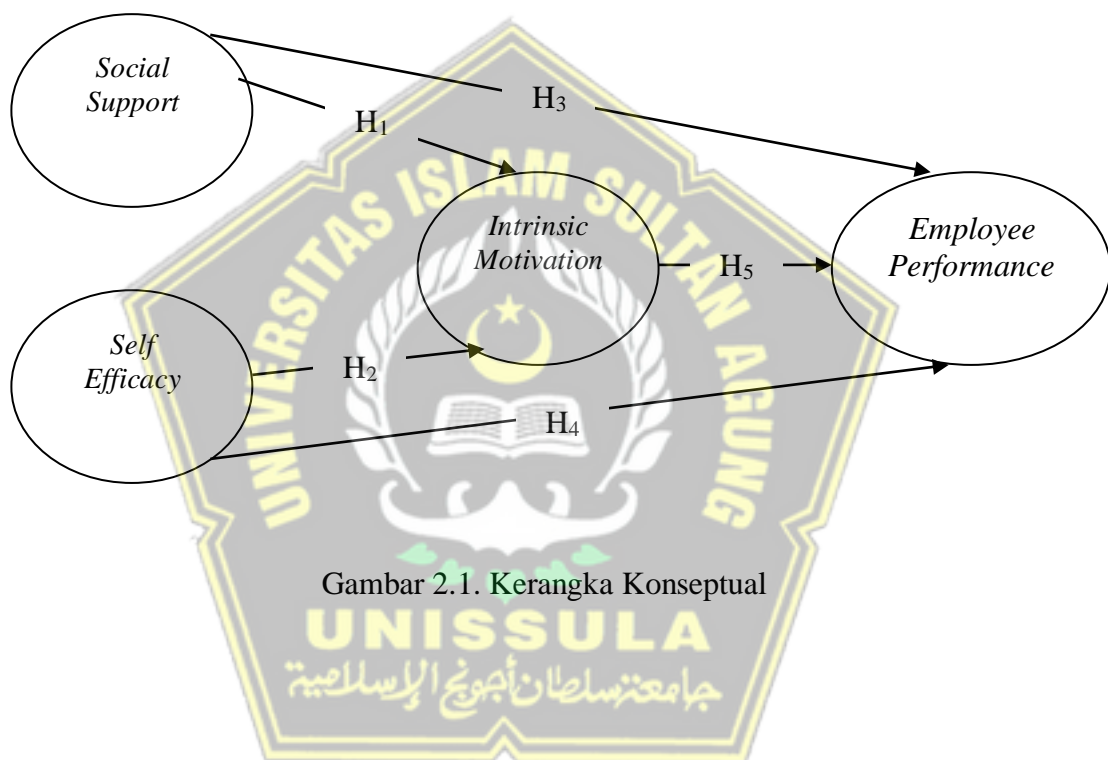 Social
Support
H₃
H₁
Intrinsic
Motivation
Employee
Performance
H₅
Self
Efficacy
H₂
H₄
Gambar 2.1. Kerangka Konseptual
UNIVERSITAS ISLAM SULTAN AGUNG
UNISSULA
جامعة سلطان أجونج الإسلامية